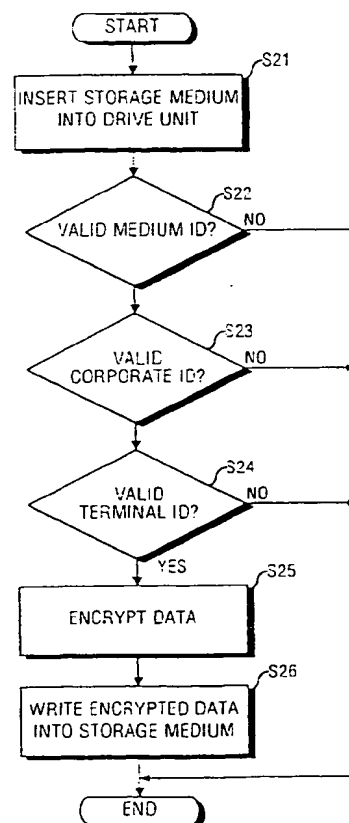 START
S21
INSERT STORAGE MEDIUM
INTO DRIVE UNIT
S22
VALID MEDIUM ID?
NO
S23
VALID
CORPORATE ID?
NO
S24
VALID
TERMINAL ID?
NO
YES
S25
ENCRYPT DATA
S26
WRITE ENCRYPTED DATA
INTO STORAGE MEDIUM
END